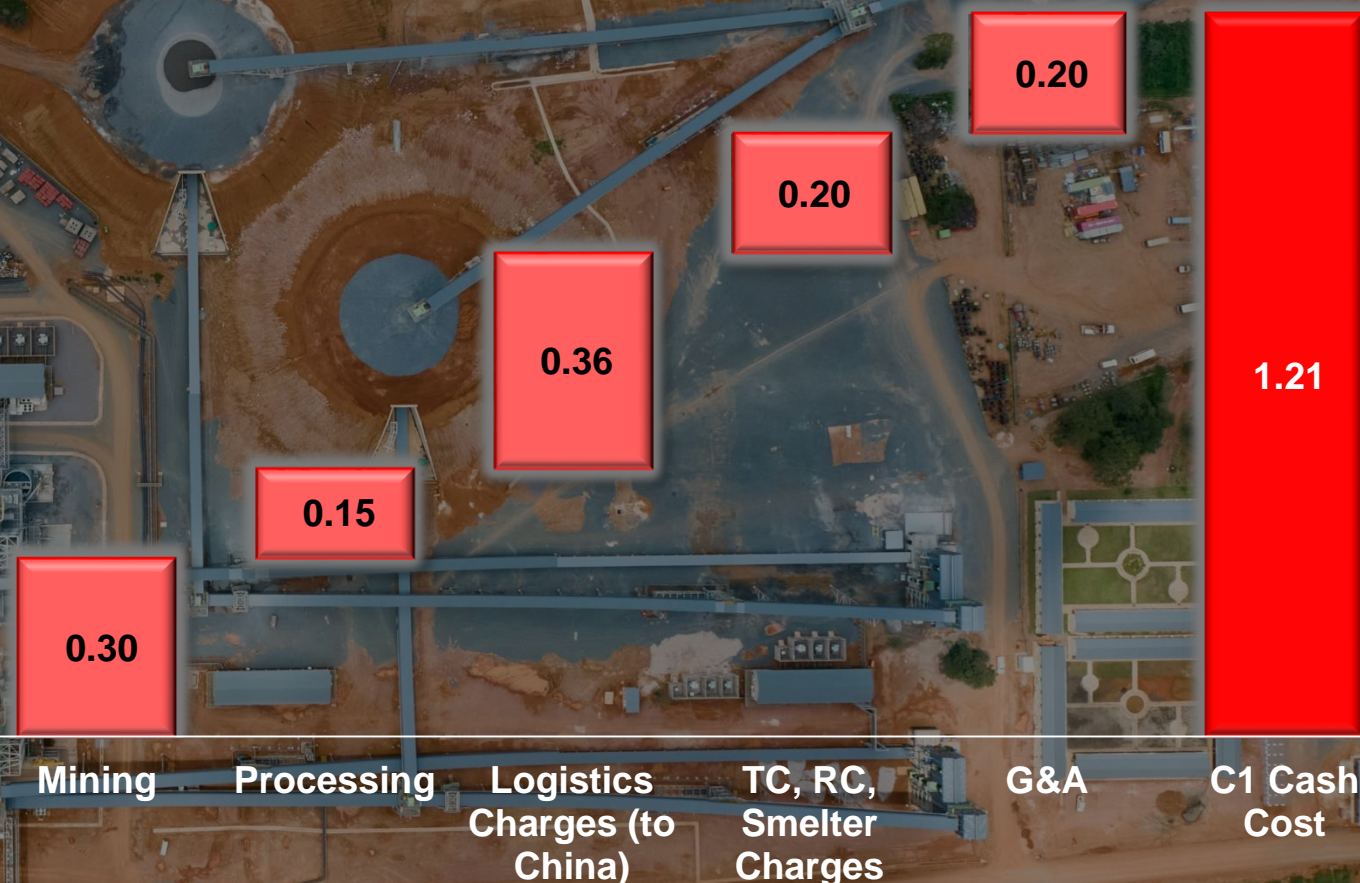 0.20
0.20
0.36
1.21
0.15
0.30
Mining
Processing
Logistics
Charges (to
China)
TC, RC,
Smelter
Charges
G&A
C1 Cash
Cost